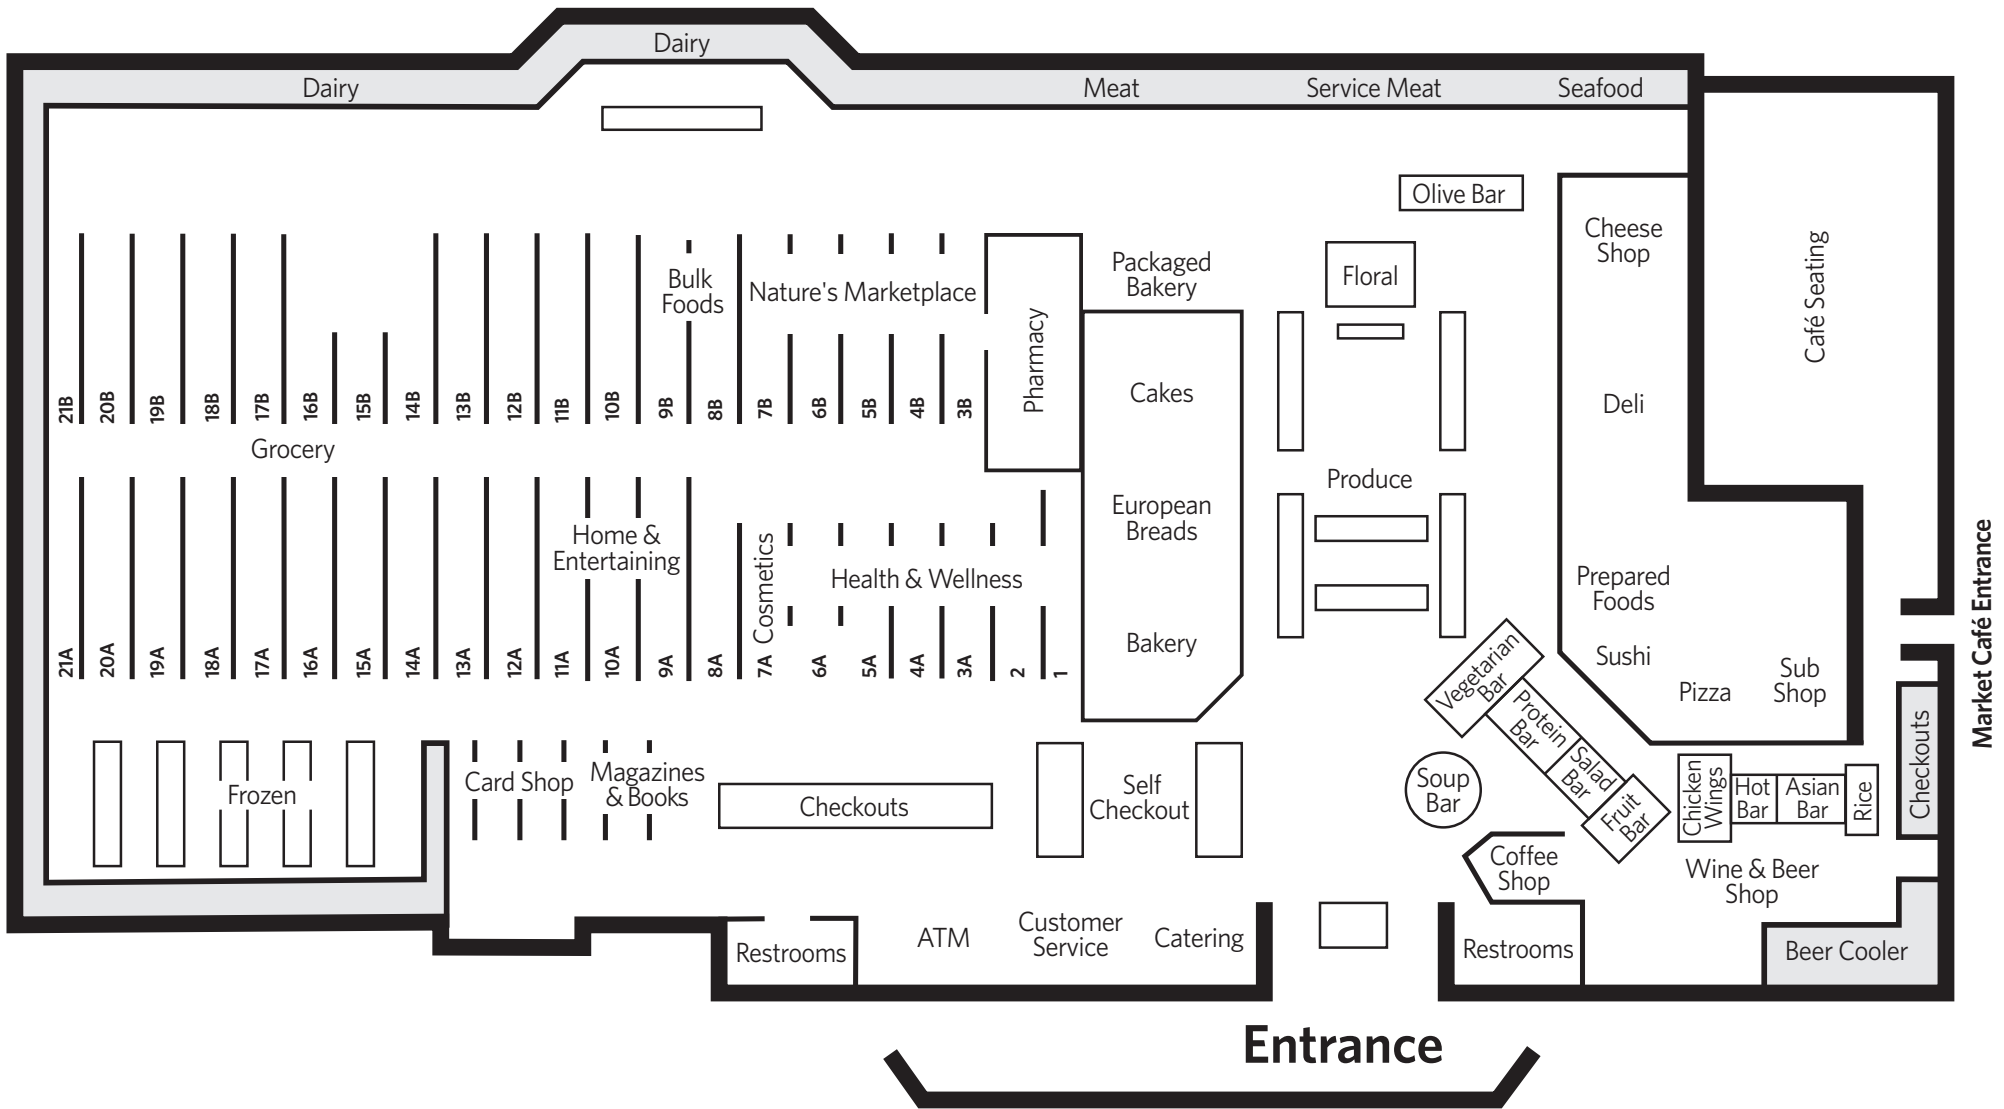 Dairy
Dairy
Meat
Service Meat
Seafood
Olive Bar
Cheese
Shop
Café Seating
Packaged
Bakery
Floral
Bulk
Foods
Nature's Marketplace
Pharmacy
Cakes
Deli
21B
20B
19B
18B
17B
16B
15B
14B
13B
12B
11B
10B
9B
8B
7B
6B
5B
4B
3B
Grocery
Produce
European
Breads
Home &
Entertaining
Cosmetics
Health & Wellness
Prepared
Foods
Bakery
Sushi
Pizza
Sub
Shop
Market Café Entrance
21A
20A
19A
18A
17A
16A
15A
14A
13A
12A
11A
10A
9A
8A
7A
6A
5A
4A
3A
2
1
Vegetarian
Bar
Protein
Bar
Salad
Bar
Fruit
Bar
Soup
Bar
Chicken
Wings
Hot
Bar
Asian
Bar
Rice
Checkouts
Frozen
Card Shop
Magazines
& Books
Checkouts
Self
Checkout
Coffee
Shop
Wine & Beer
Shop
Restrooms
ATM
Customer
Service
Catering
Restrooms
Beer Cooler
Entrance